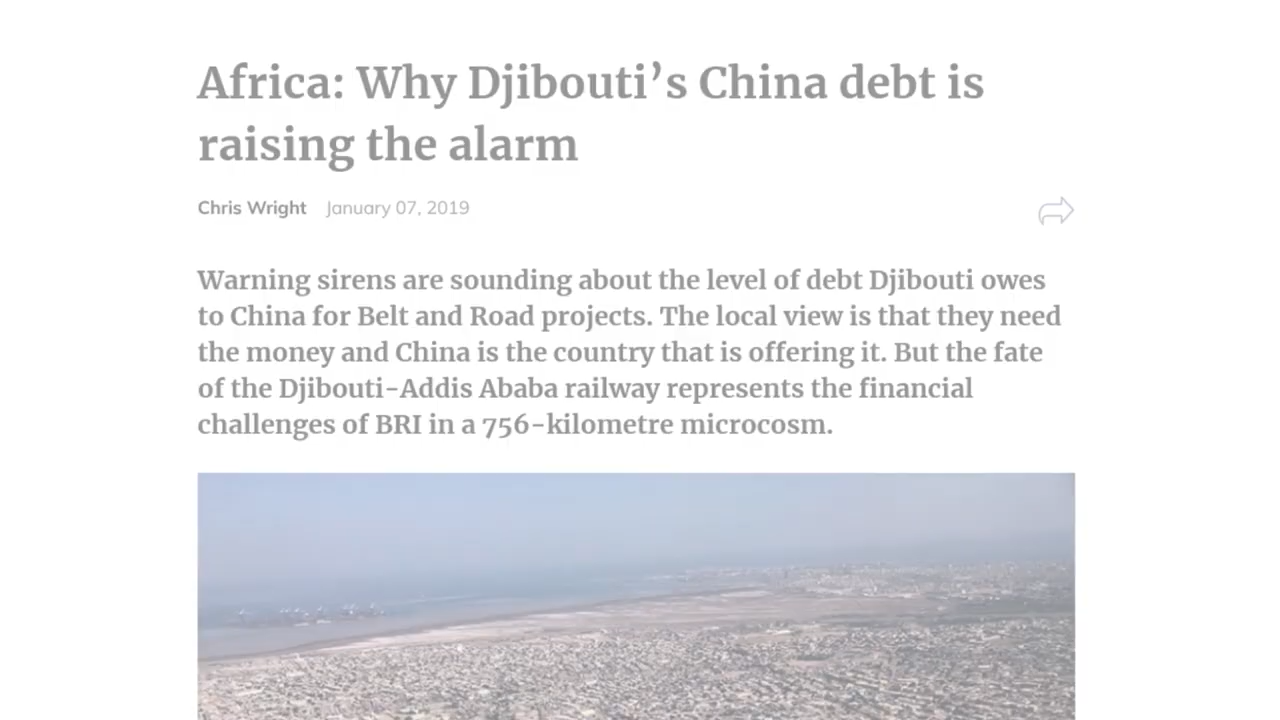 Africa: Why Djibouti’s China debt is
raising the alarm
Chris Wright January 07, 2019
Warning sirens are sounding about the level of debt Djibouti owes
to China for Belt and Road projects. The local view is that they need
the money and China is the country that is offering it. But the fate
of the Djibouti-Addis Ababa railway represents the financial
challenges of BRI in a 756-kilometre microcosm.